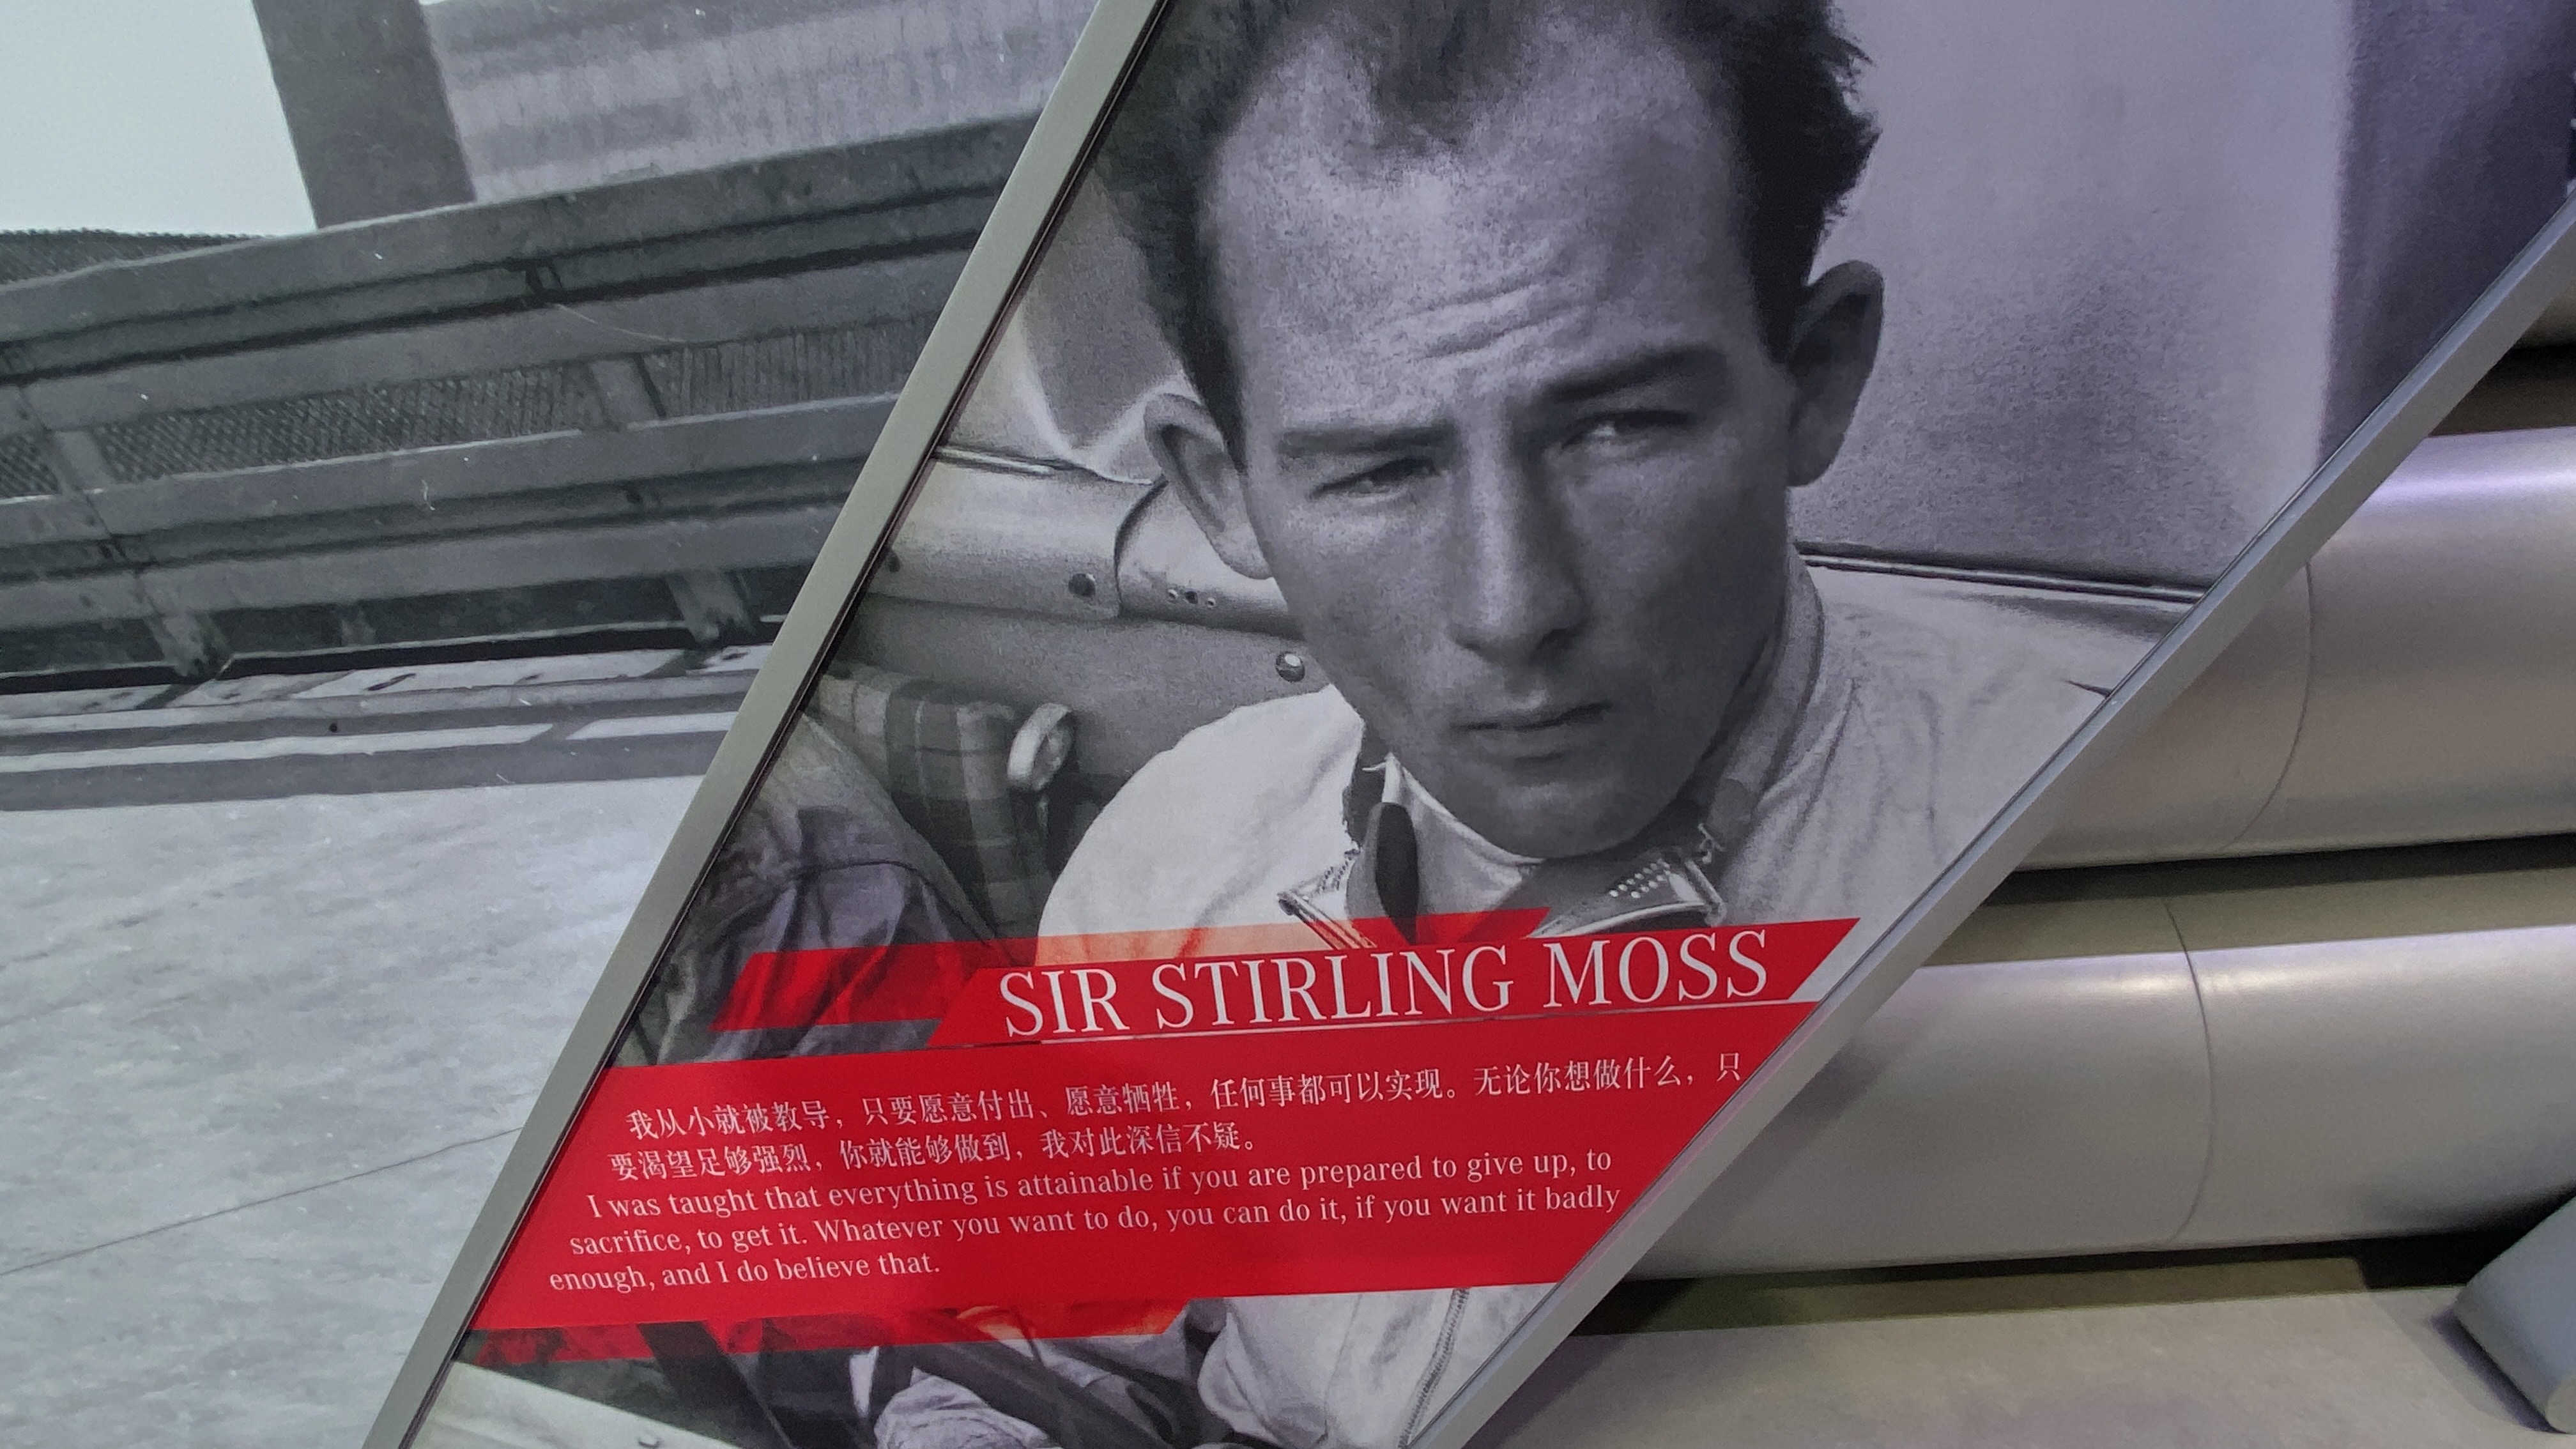 SIR STIRLING MOSS
我从小就被教导，只要愿意付出、愿意牺牲，任何事都可以实现。无论你想做什么，只
要渴望足够强烈，你就能够做到，我对此深信不疑。
I was taught that everything is attainable if you are prepared to give up, to
sacrifice, to get it. Whatever you want to do, you can do it, if you want it badly
enough, and I do believe that.